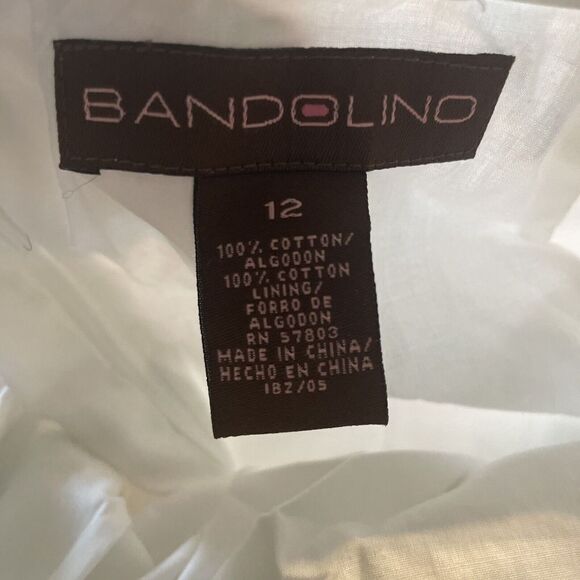 BANDOLINO
12
100% COTTON/
ALGODON
100% COTTON
LINING/
FORRO DE
ALGODON
RN 57803
MADE IN CHINA/
HECHO EN CHINA
IBZ/05